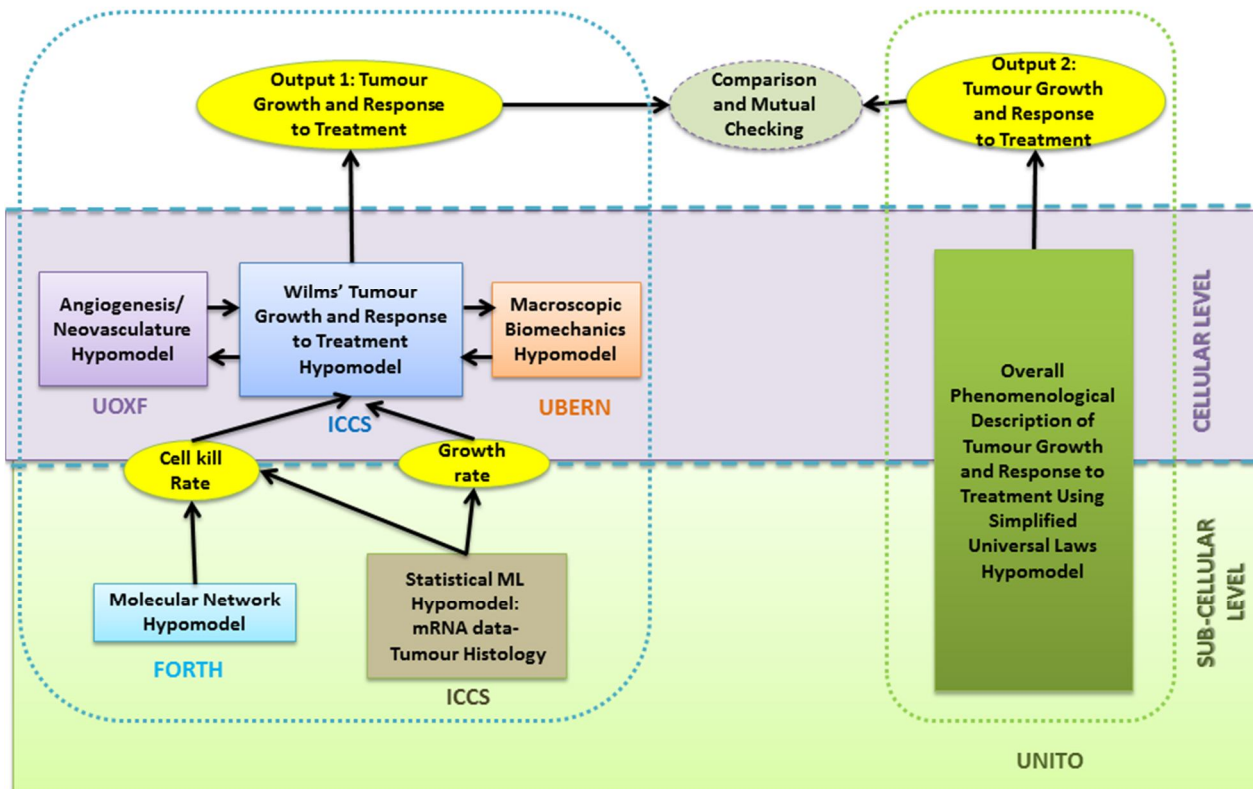 Output 1: Tumour
Growth and Response
to Treatment
Comparison
and Mutual
Checking
Output 2:
Tumour Growth
and Response
to Treatment
Angiogenesis/
Neovasculature
Hypomodel
UOXF
Wilms' Tumour
Growth and Response
to Treatment
Hypomodel
ICCS
Macroscopic
Biomechanics
Hypomodel
UBERN
CELLULAR LEVEL
Cell kill
Rate
Growth
rate
Molecular Network
Hypomodel
FORTH
Statistical ML
Hypomodel:
mRNA data-
Tumour Histology
ICCS
Overall
Phenomenological
Description of
Tumour Growth
and Response to
Treatment Using
Simplified
Universal Laws
Hypomodel
SUB-CELLULAR
LEVEL
UNITO